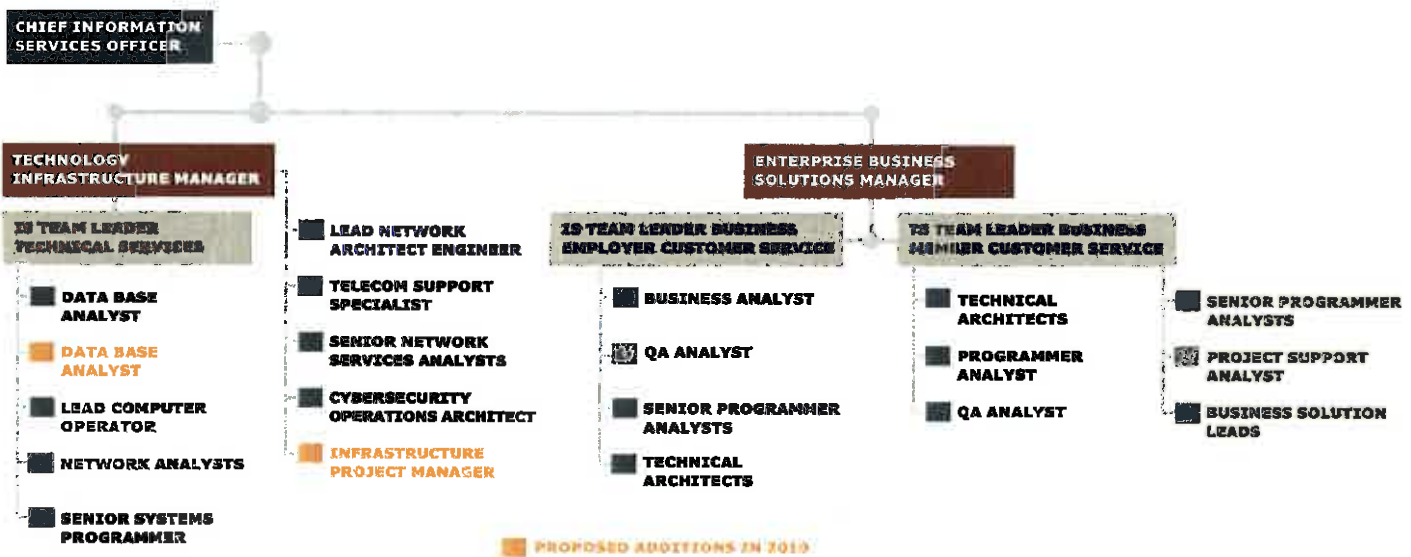 CHIEF INFORMATION
SERVICES OFFICER
TECHNOLOGY
INFRASTRUCTURE MANAGER
IS TEAM LEADER
TECHNICAL SERVICES
DATA BASE
ANALYST
DATA BASE
ANALYST
LEAD COMPUTER
OPERATOR
NETWORK ANALYSTS
SENIOR SYSTEMS
PROGRAMMER
LEAD NETWORK
ARCHITECT ENGINEER
TELECOM SUPPORT
SPECIALIST
SENIOR NETWORK
SERVICES ANALYSTS
CYBERSECURITY
OPERATIONS ARCHITECT
INFRASTRUCTURE
PROJECT MANAGER
ENTERPRISE BUSINESS
SOLUTIONS MANAGER
IS TEAM LEADER BUSINESS
EMPLOYER CUSTOMER SERVICE
BUSINESS ANALYST
QA ANALYST
SENIOR PROGRAMMER
ANALYSTS
TECHNICAL
ARCHITECTS
IS TEAM LEADER BUSINESS
MEMBER CUSTOMER SERVICE
TECHNICAL
ARCHITECTS
PROGRAMMER
ANALYST
QA ANALYST
SENIOR PROGRAMMER
ANALYSTS
PROJECT SUPPORT
ANALYST
BUSINESS SOLUTION
LEADS
PROPOSED ADDITIONS IN